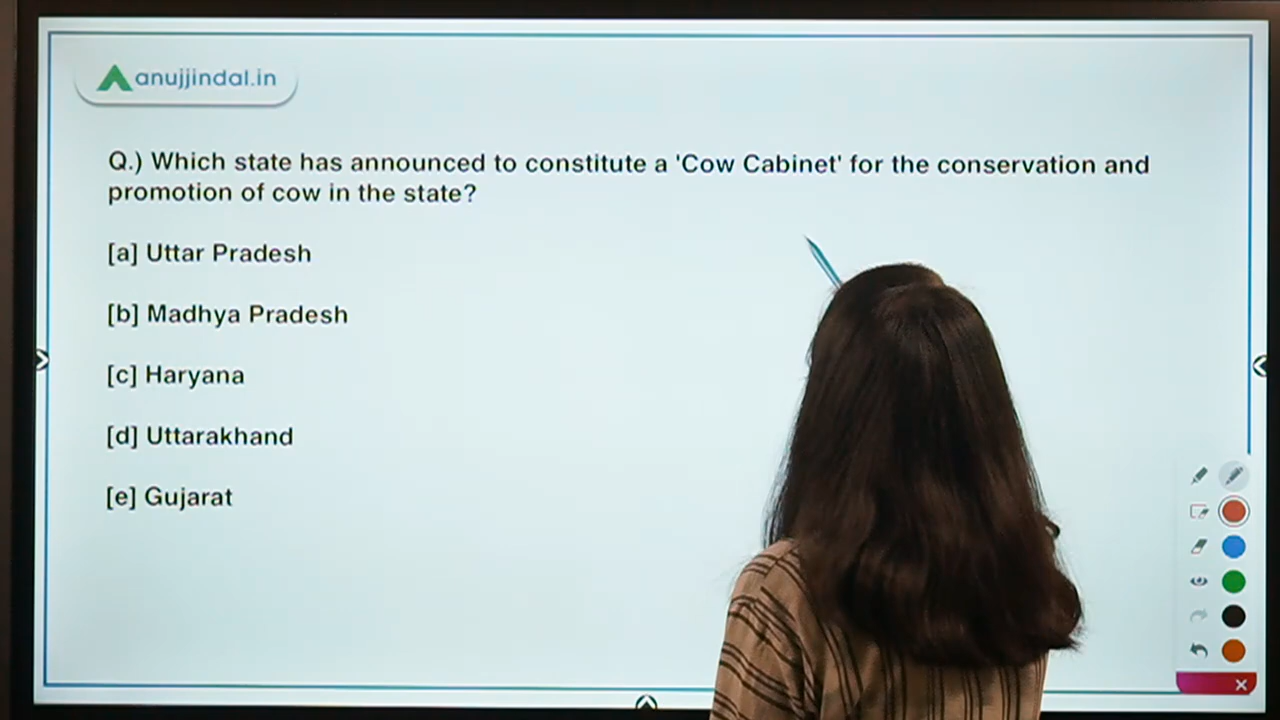 anujjindal.in
Q.) Which state has announced to constitute a 'Cow Cabinet' for the conservation and
promotion of cow in the state?
[a] Uttar Pradesh
[b] Madhya Pradesh
[c] Haryana
[d] Uttarakhand
[e] Gujarat